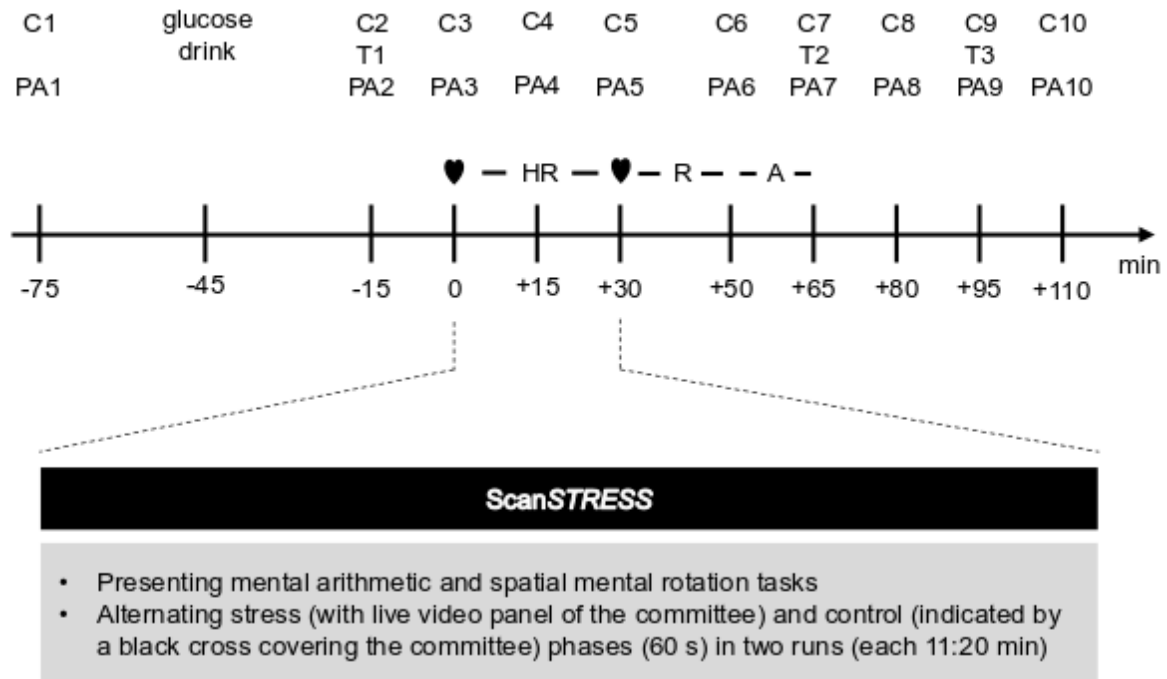 C1 glucose C2 C3 C4 C5 C6 C7 C8 C9 C10
drink T1 T2 T3
PA1 PA2 PA3 PA4 PA5 PA6 PA7 PA8 PA9 PA10
HR R A
min
-75 -45 -15 0 +15 +30 +50 +65 +80 +95 +110
ScanSTRESS
• Presenting mental arithmetic and spatial mental rotation tasks
• Alternating stress (with live video panel of the committee) and control (indicated by
a black cross covering the committee) phases (60 s) in two runs (each 11:20 min)